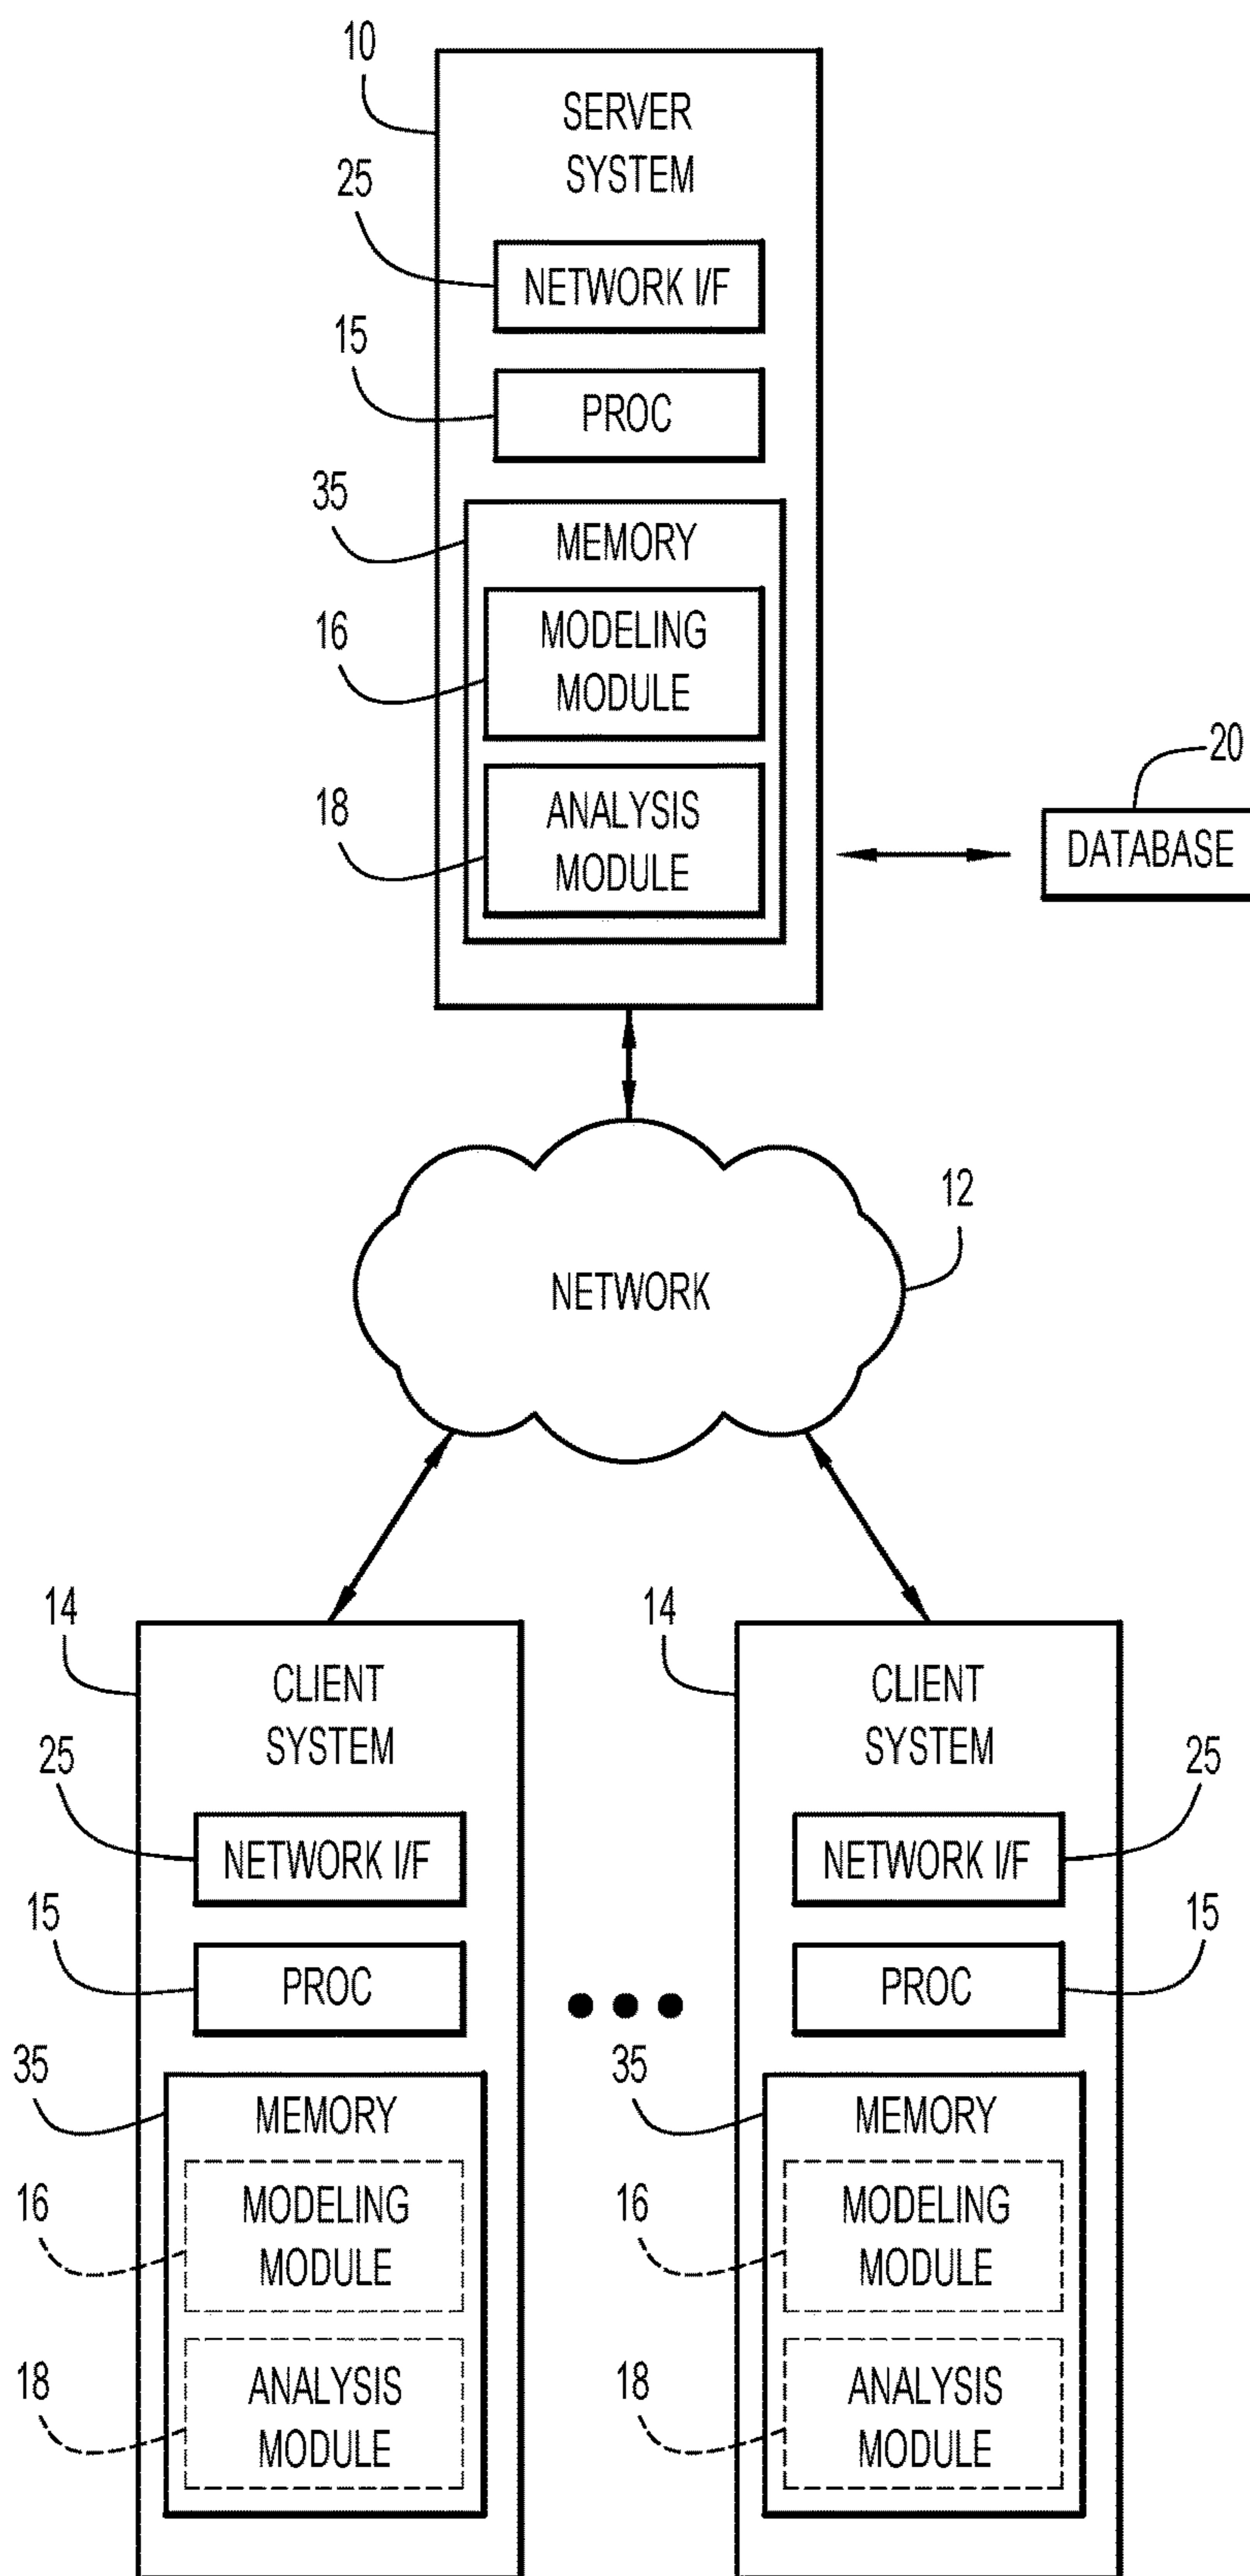 10
SERVER
SYSTEM
25
NETWORK I/F
15
PROC
35
MEMORY
16
MODELING
MODULE
18
ANALYSIS
MODULE
20
DATABASE
12
NETWORK
14
CLIENT
SYSTEM
25
NETWORK I/F
15
PROC
35
MEMORY
16
MODELING
MODULE
18
ANALYSIS
MODULE
14
CLIENT
SYSTEM
25
NETWORK I/F
15
PROC
35
MEMORY
16
MODELING
MODULE
18
ANALYSIS
MODULE